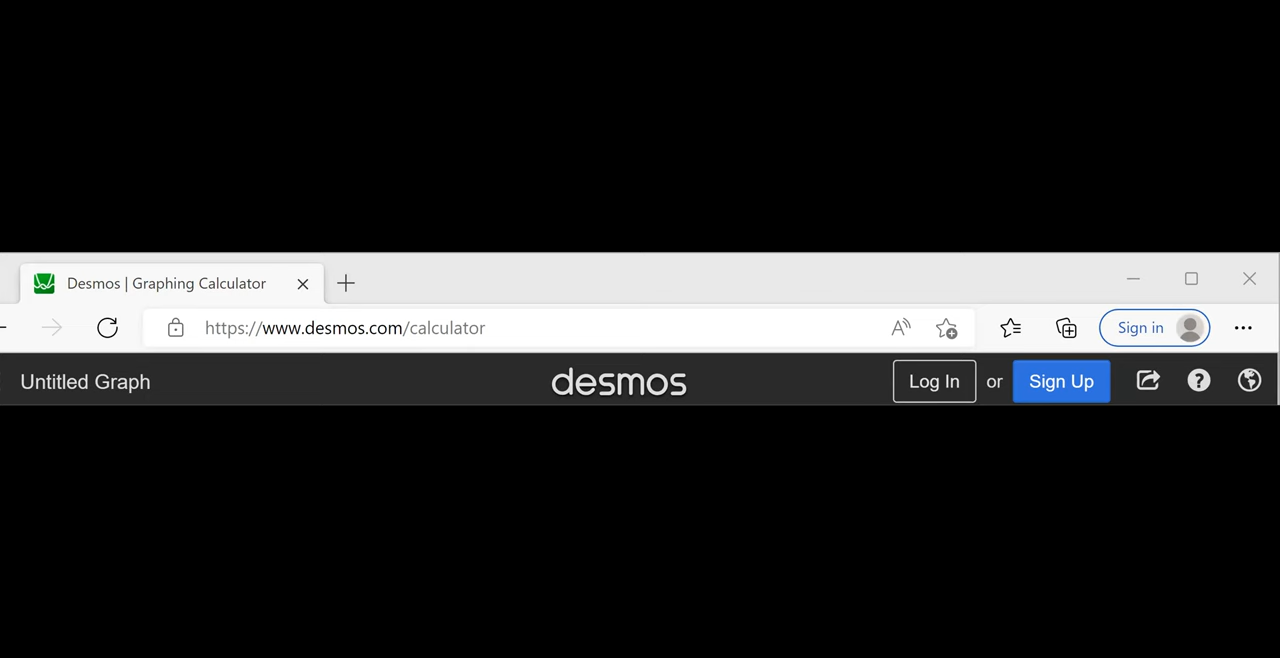 Desmos | Graphing Calculator
https://www.desmos.com/calculator
Sign in
Untitled Graph
desmos
Log In or Sign Up